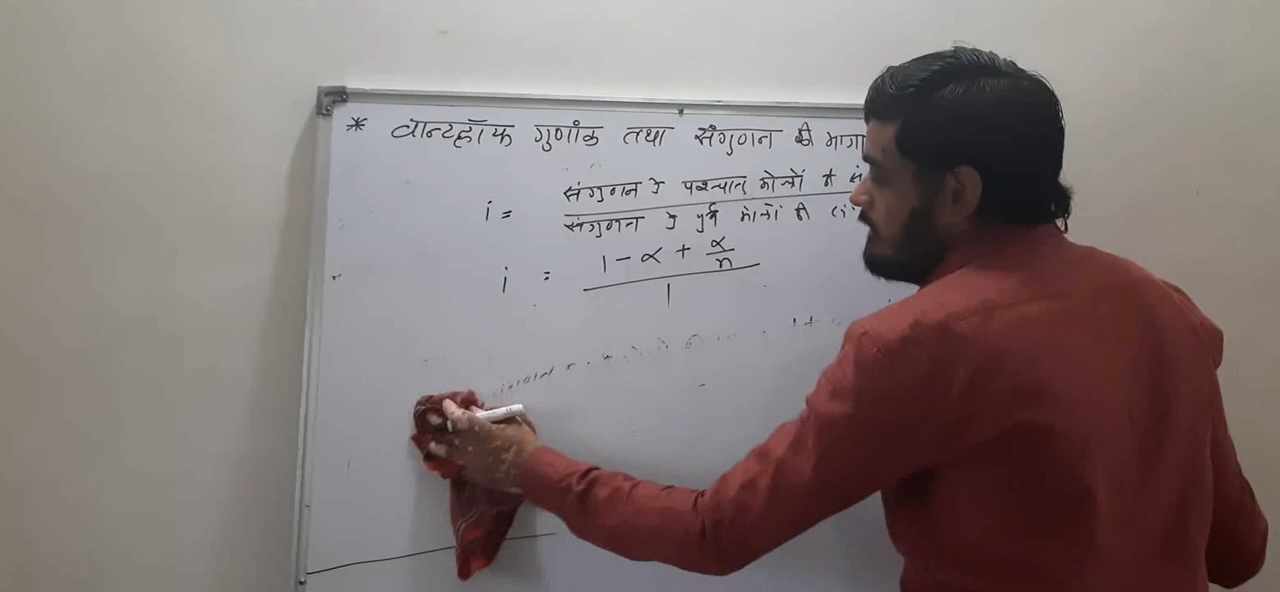 * वान्टहॉफ गुणांक तथा संगुणन की मात्रा
i = संगुणन के पश्चात् मोलों की सं
संगुणन के पूर्व मोलों की सं
i = 1 - α + α/n
1